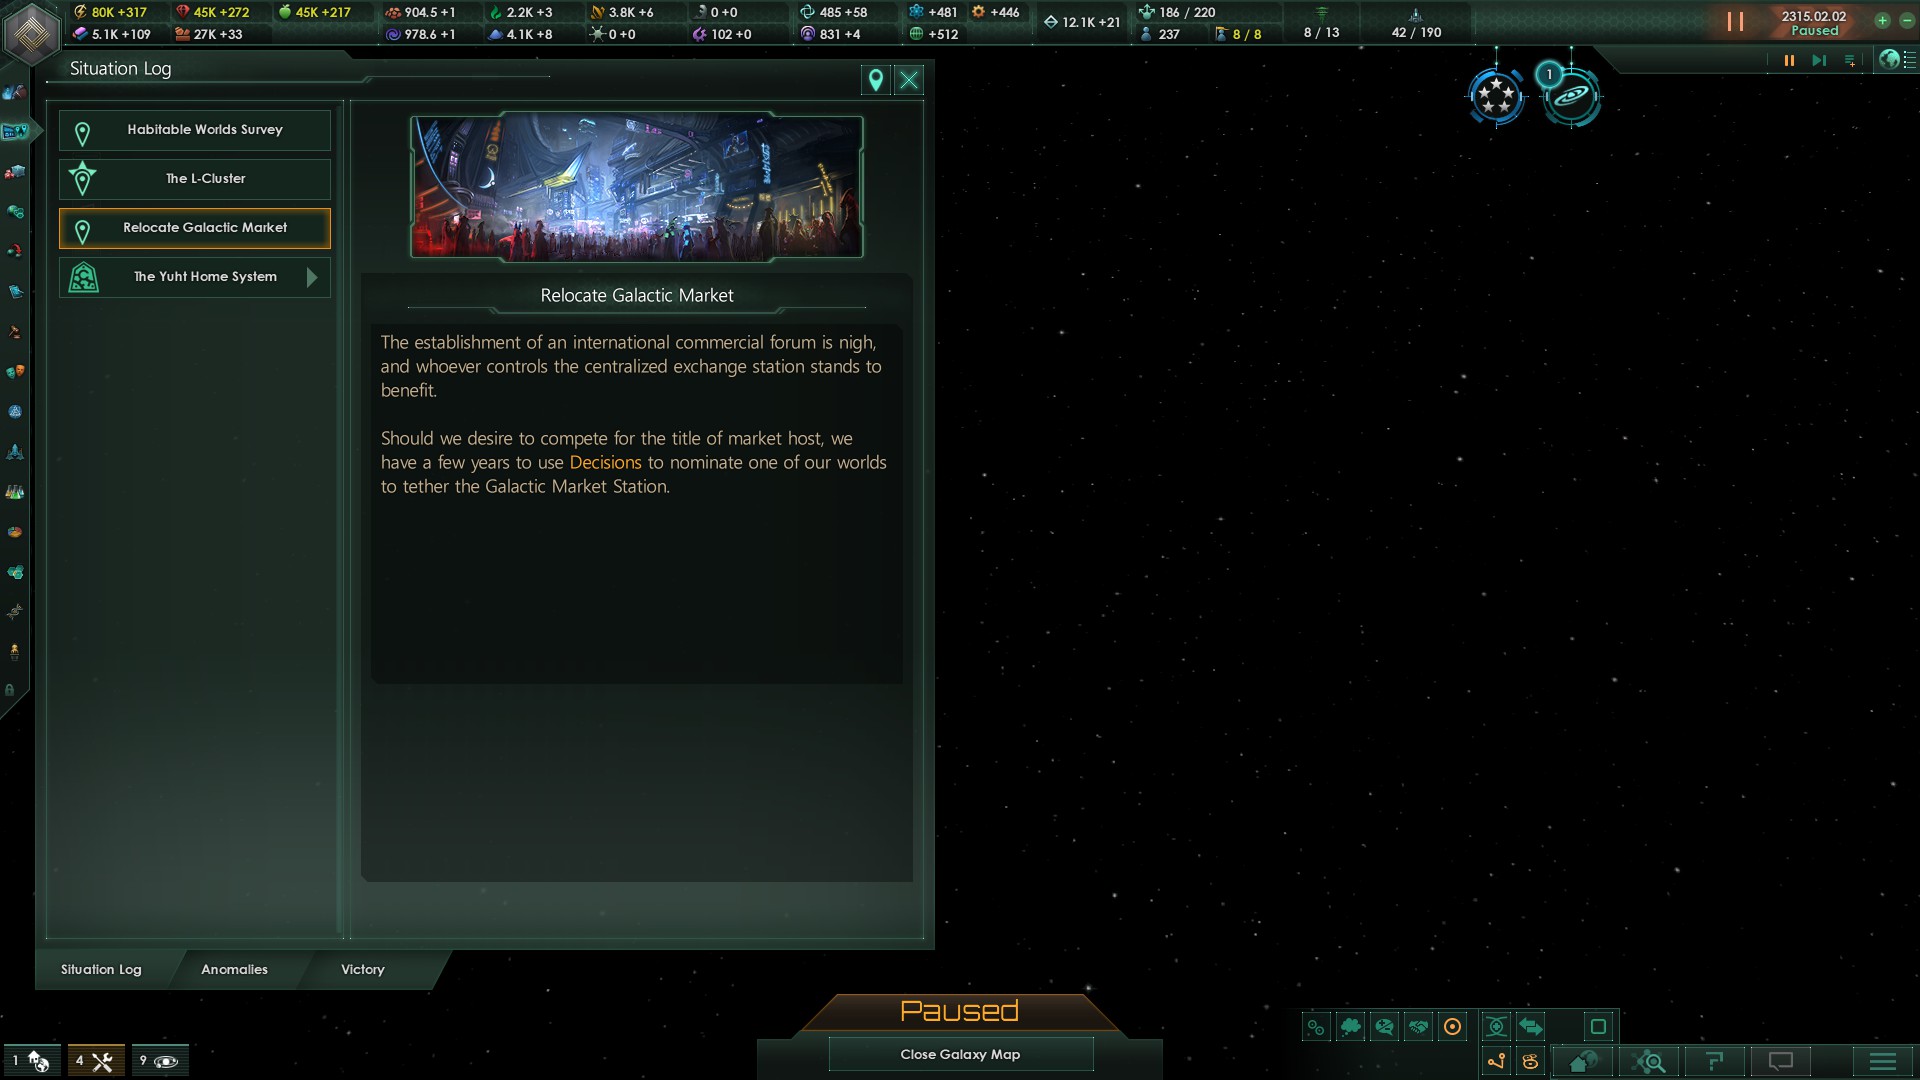 80K +317
45K +272
45K +217
904.5 +1
2.2K +3
3.8K +6
0 +0
485 +58
+481
+446
12.1K +21
186 / 220
2315.02.02
5.1K +109
27K +33
978.6 +1
4.1K +8
0 +0
102 +0
831 +4
+512
237
8 / 8
8 / 13
42 / 190
Paused
Situation Log
1
Habitable Worlds Survey
The L-Cluster
Relocate Galactic Market
The Yuht Home System
Relocate Galactic Market
The establishment of an international commercial forum is nigh,
and whoever controls the centralized exchange station stands to
benefit.
Should we desire to compete for the title of market host, we
have a few years to use Decisions to nominate one of our worlds
to tether the Galactic Market Station.
Situation Log
Anomalies
Victory
Paused
Close Galaxy Map
1
4
9